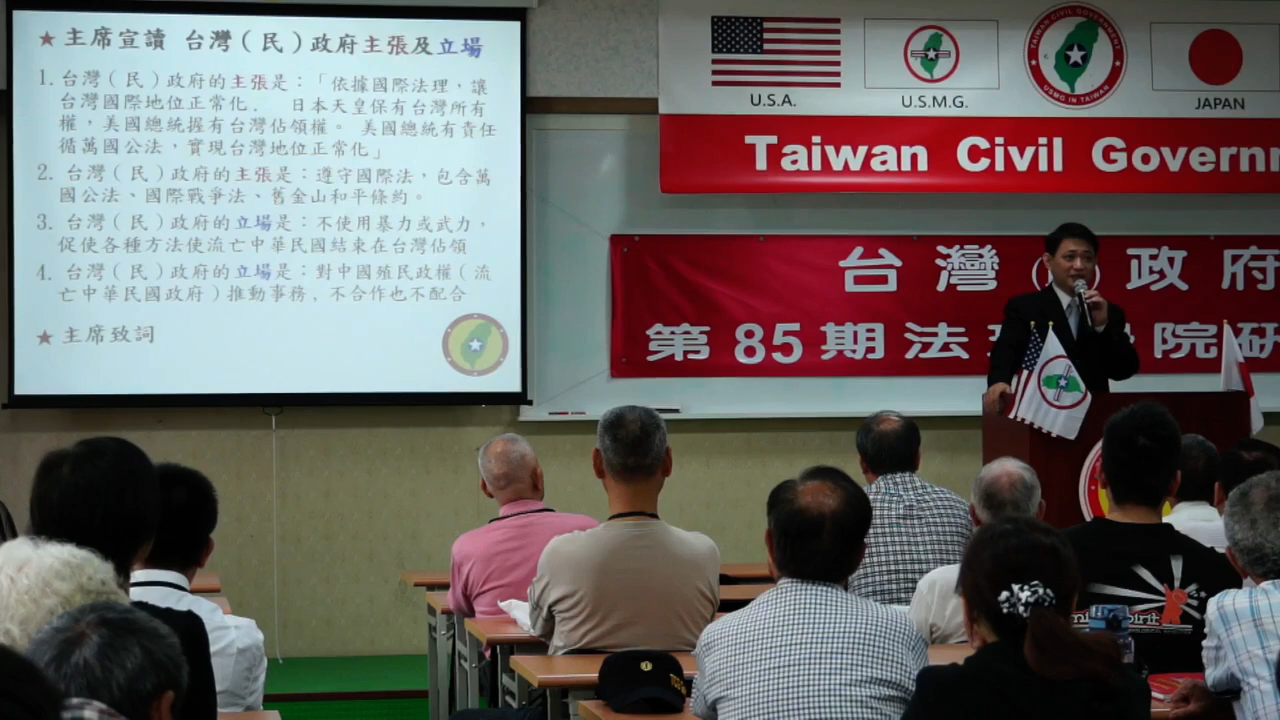 ★ 主席宣讀 台灣(民)政府主張及立場
1. 台灣(民)政府的主張是:「依據國際法理,讓
台灣國際地位正常化. 日本天皇保有台灣所有
權,美國總統握有台灣佔領權。 美國總統有責任
循萬國公法,實現台灣地位正常化」
2. 台灣(民)政府的主張是:遵守國際法,包含萬
國公法、國際戰爭法、舊金山和平條約。
3. 台灣(民)政府的立場是:不使用暴力或武力,
促使各種方法使流亡中華民國結束在台灣佔領
4. 台灣(民)政府的立場是:對中國殖民政權(流
亡中華民國政府)推動事務,不合作也不配合
★ 主席致詞
U.S.A.
U.S.M.G.
TAIWAN CIVIL GOVERNMENT
USMG IN TAIWAN
JAPAN
Taiwan Civil Governm
台灣 政府
第85期法 院研